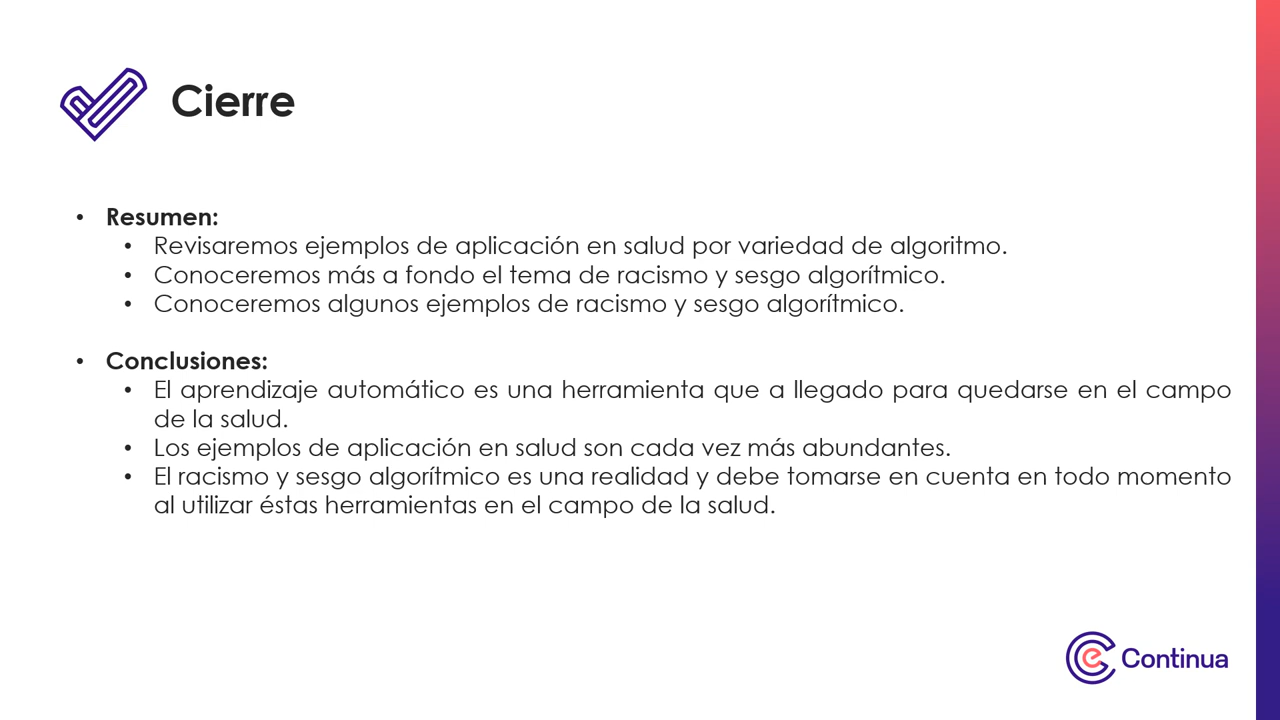 Cierre
• Resumen:
• Revisaremos ejemplos de aplicación en salud por variedad de algoritmo.
• Conoceremos más a fondo el tema de racismo y sesgo algorítmico.
• Conoceremos algunos ejemplos de racismo y sesgo algorítmico.
• Conclusiones:
• El aprendizaje automático es una herramienta que a llegado para quedarse en el campo
de la salud.
• Los ejemplos de aplicación en salud son cada vez más abundantes.
• El racismo y sesgo algorítmico es una realidad y debe tomarse en cuenta en todo momento
al utilizar éstas herramientas en el campo de la salud.
e Continua